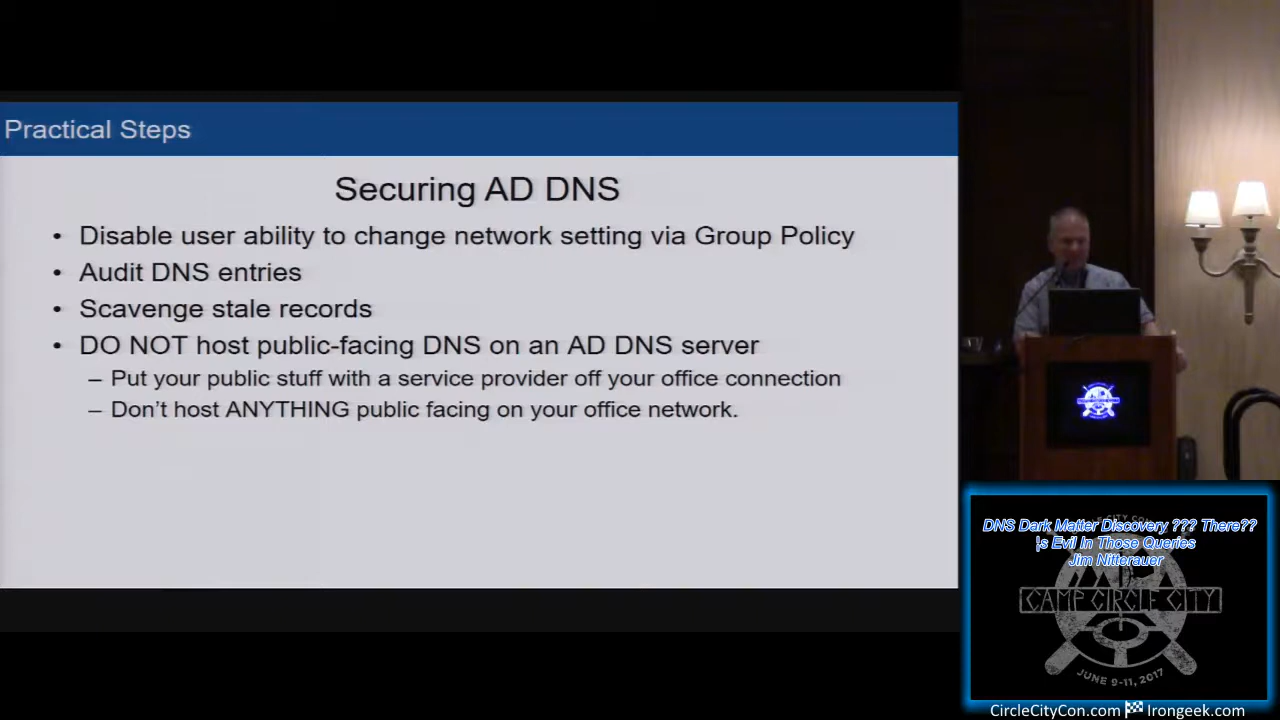 Practical Steps
Securing AD DNS
• Disable user ability to change network setting via Group Policy
• Audit DNS entries
• Scavenge stale records
• DO NOT host public-facing DNS on an AD DNS server
– Put your public stuff with a service provider off your office connection
– Don't host ANYTHING public facing on your office network.
DNS Dark Matter Discovery ??? There??
s Evil In Those Queries
Jim Nitterauer
CAMP CIRCLE CITY
JUNE 9-11, 2017
CircleCityCon.com Irongeek.com